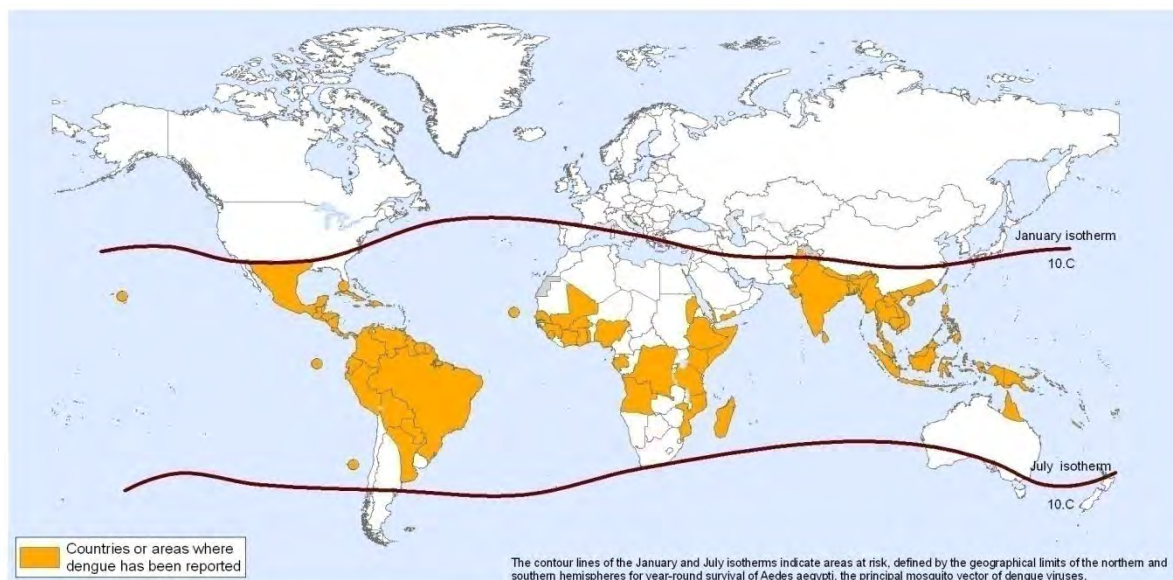 January isotherm
10.C
July isotherm
10.C
Countries or areas where
dengue has been reported
The contour lines of the January and July isotherms indicate areas at risk, defined by the geographical limits of the northern and
southern hemispheres for year-round survival of Aedes aegypti, the principal mosquito vector of dengue viruses.